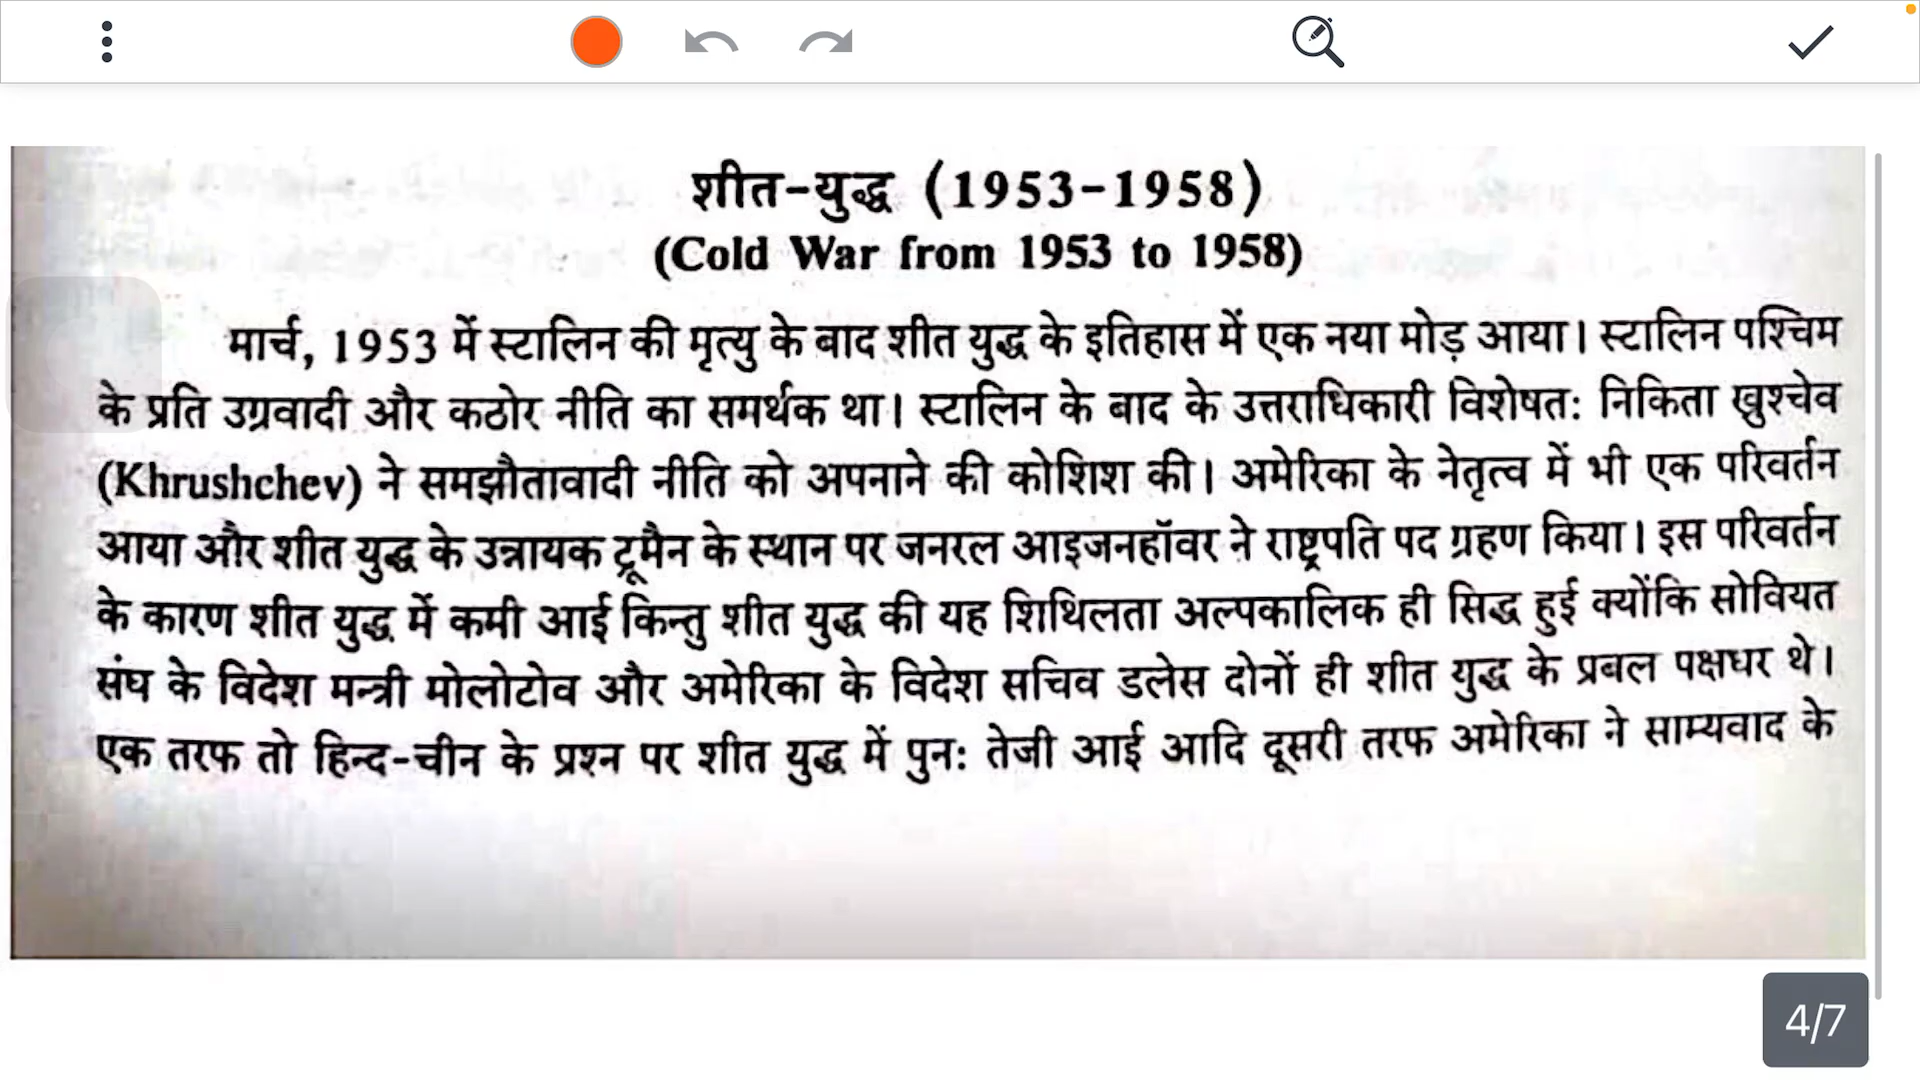 शीत-युद्ध (1953-1958)
(Cold War from 1953 to 1958)
मार्च, 1953 में स्टालिन की मृत्यु के बाद शीत युद्ध के इतिहास में एक नया मोड़ आया। स्टालिन पश्चिम
के प्रति उग्रवादी और कठोर नीति का समर्थक था। स्टालिन के बाद के उत्तराधिकारी विशेषत: निकिता ख्रुश्चेव
(Khrushchev) ने समझौतावादी नीति को अपनाने की कोशिश की। अमेरिका के नेतृत्व में भी एक परिवर्तन
आया और शीत युद्ध के उन्नायक ट्रूमैन के स्थान पर जनरल आइजनहॉवर ने राष्ट्रपति पद ग्रहण किया। इस परिवर्तन
के कारण शीत युद्ध में कमी आई किन्तु शीत युद्ध की यह शिथिलता अल्पकालिक ही सिद्ध हुई क्योंकि सोवियत
संघ के विदेश मन्त्री मोलोटोव और अमेरिका के विदेश सचिव डलेस दोनों ही शीत युद्ध के प्रबल पक्षधर थे।
एक तरफ तो हिन्द-चीन के प्रश्न पर शीत युद्ध में पुन: तेजी आई आदि दूसरी तरफ अमेरिका ने साम्यवाद के
4/7